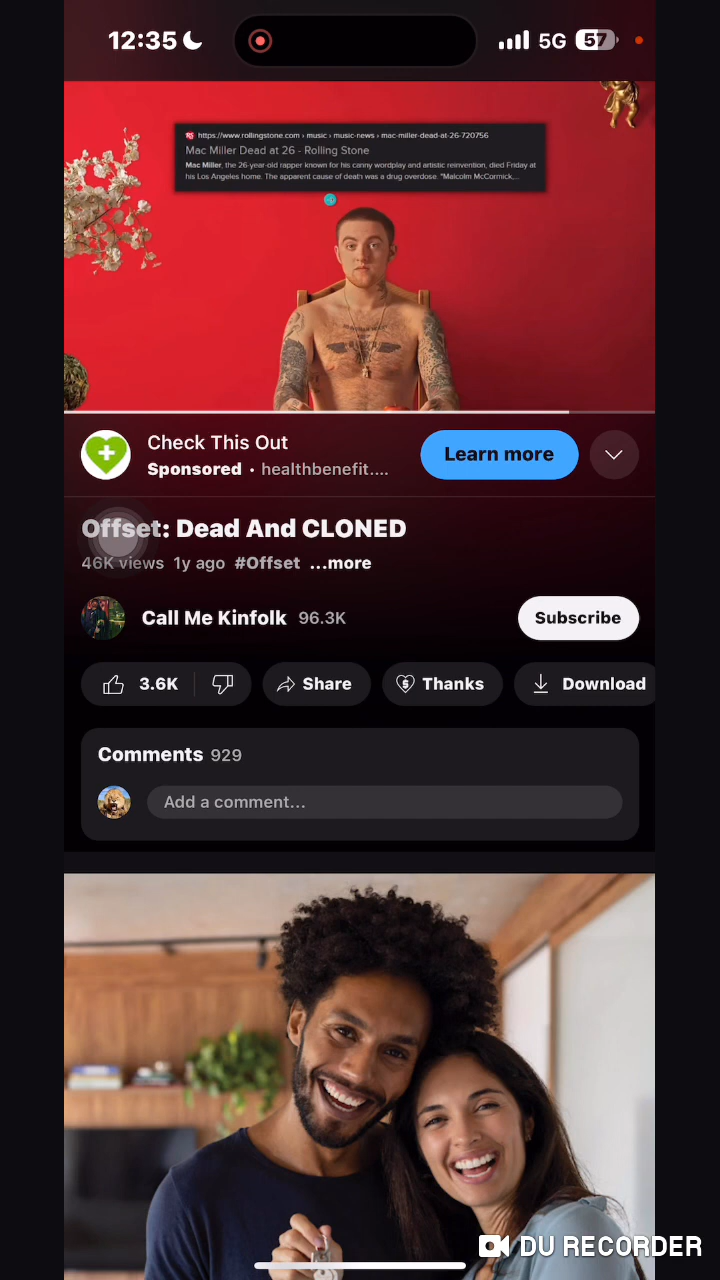 12:35
5G
57
https://www.rollingstone.com › music › music-news › mac-miller-dead-at-26-720756
Mac Miller Dead at 26 - Rolling Stone
Mac Miller, the 26-year-old rapper known for his canny wordplay and artistic reinvention, died Friday at
his Los Angeles home. The apparent cause of death was a drug overdose. "Malcolm McCormick,...
Check This Out
Sponsored • healthbenefit....
Learn more
Offset: Dead And CLONED
46K views 1y ago #Offset ...more
Call Me Kinfolk 96.3K
Subscribe
3.6K
Share
Thanks
Download
Comments 929
Add a comment...
DU RECORDER